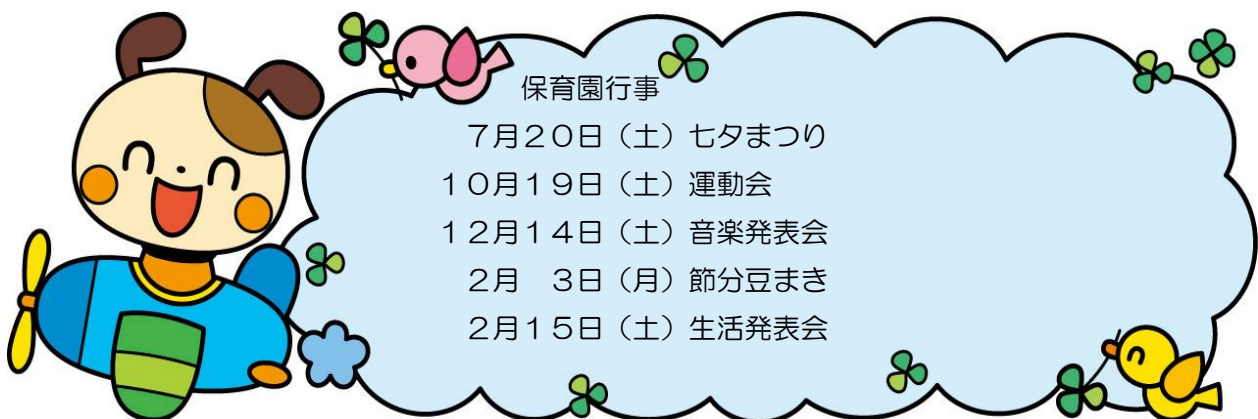 保育園行事
７月２０日（土）七夕まつり
１０月１９日（土）運動会
１２月１４日（土）音楽発表会
２月　３日（月）節分豆まき
２月１５日（土）生活発表会